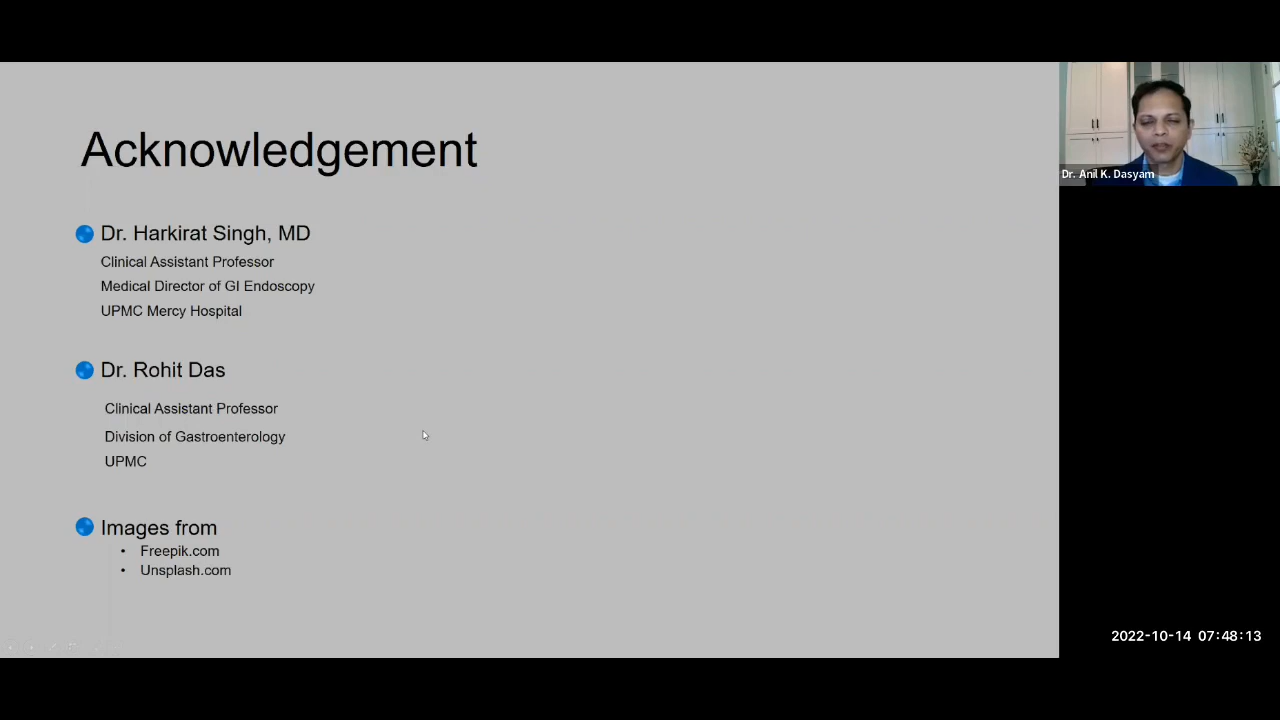 Acknowledgement
Dr. Harkirat Singh, MD
Clinical Assistant Professor
Medical Director of GI Endoscopy
UPMC Mercy Hospital
Dr. Rohit Das
Clinical Assistant Professor
Division of Gastroenterology
UPMC
Images from
• Freepik.com
• Unsplash.com
Dr. Anil K. Dasyam
2022-10-14 07:48:13